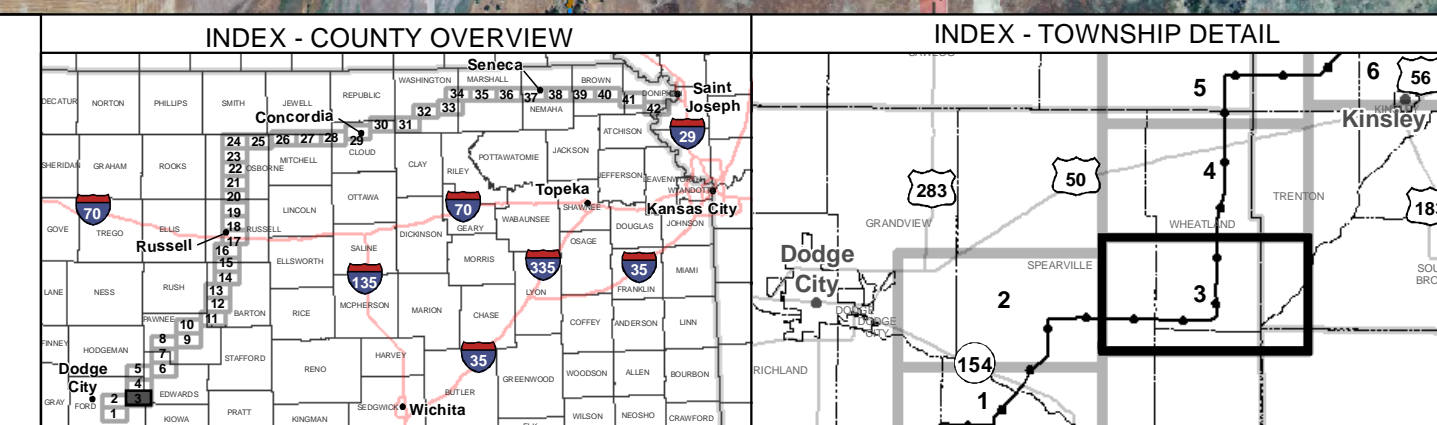 INDEX - COUNTY OVERVIEW
Seneca
WASHINGTON
MARSHALL
BROWN
DECATUR
NORTON
PHILLIPS
SMITH
JEWELL
REPUBLIC
34 35 36 37 38 39 40 41 42
NEMAHA
Saint
Joseph
Concordia
33
32
31
30
29
28
27
26
25
24
CLOUD
29
ATCHISON
MITCHELL
SHERIDAN
GRAHAM
ROOKS
OSBORNE
23
22
21
20
19
18
17
CLAY
RILEY
POTTAWATOMIE
JACKSON
JEFFERSON
OTTAWA
Topeka
SHAWNEE
Kansas City
70
70
LINCOLN
WABAUNSEE
DOUGLAS
JOHNSON
GOVE
TREGO
ELLIS
RUSSELL
Russell
DICKINSON
GEARY
SALINE
OSAGE
16
15
14
13
12
11
ELLSWORTH
MORRIS
335
35
MIAMI
FRANKLIN
135
LYON
LANE
NESS
RUSH
BARTON
RICE
MCPHERSON
MARION
CHASE
COFFEY
ANDERSON
LINN
PAWNEE
10
9
8
7
6
5
4
3
2
1
HODGEMAN
STAFFORD
RENO
HARVEY
35
GREENWOOD
WOODSON
ALLEN
BOURBON
Dodge
City
GRAY
FORD
EDWARDS
KIOWA
PRATT
KINGMAN
SEDGWICK
Wichita
BUTLER
WILSON
NEOSHO
CRAWFORD
INDEX - TOWNSHIP DETAIL
5
6
56
Kinsley
4
50
283
TRENTON
GRANDVIEW
WHEATLAND
Dodge
City
SPEARVILLE
2
3
DODGE
CITY
RICHLAND
154
1